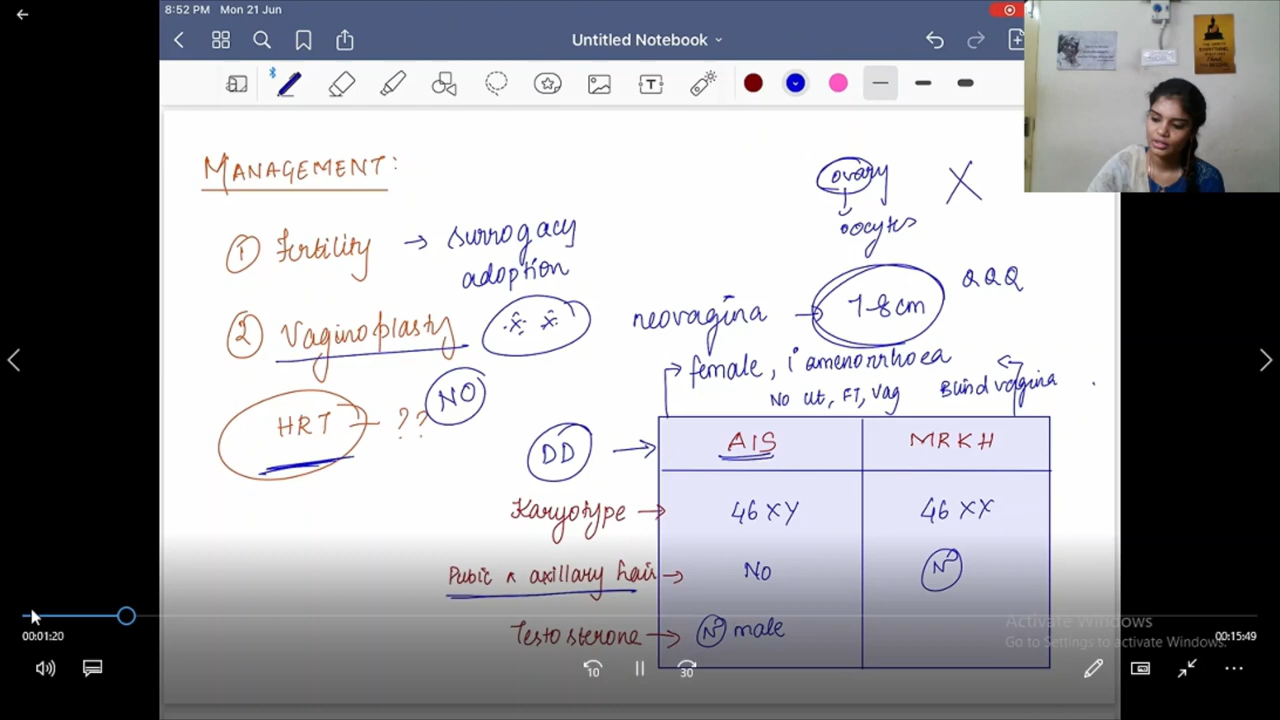 8:52 PM Mon 21 Jun
Untitled Notebook
MANAGEMENT:
① Fertility → surrogacy
adoption
ovary X
oocytes
② Vaginoplasty
neovagina → 7-8cm
HRT - ?? NO
female, i amenorrhoea
No Ut, FT, Vag
Blind vagina
DD → AIS MRKH
Karyotype → 46 XY 46 XX
Pubic & axillary hair → NO N
Testosterone → N male
Activate Windows
Go to Settings to activate Windows.
00:01:20
00:15:49
10
30